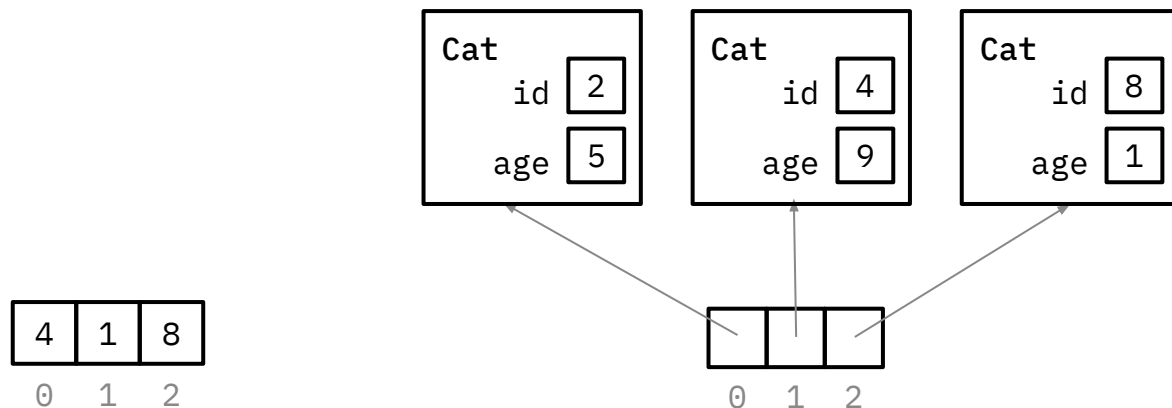 Cat Cat Cat
id 2 id 4 id 8
age 5 age 9 age 1
4 1 8
0 1 2
0 1 2